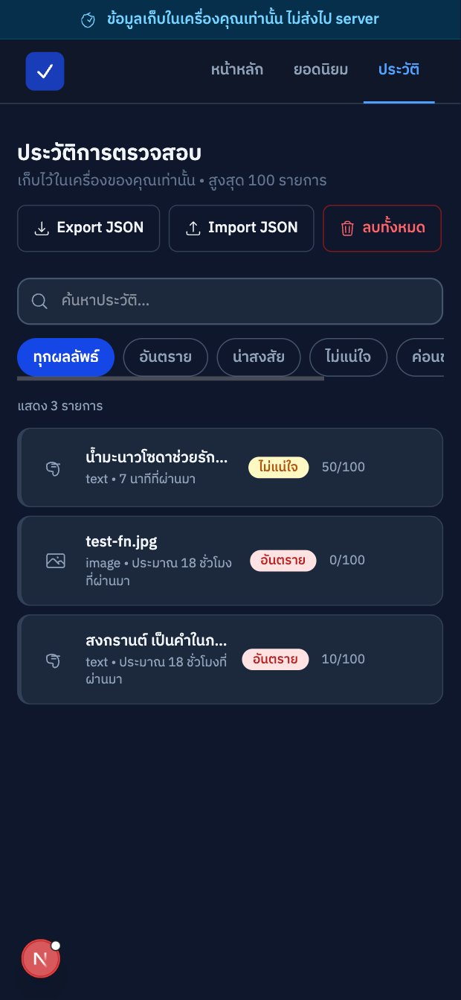 ข้อมูลเก็บในเครื่องคุณเท่านั้น ไม่ส่งไป server
หน้าหลัก ยอดนิยม ประวัติ
ประวัติการตรวจสอบ
เก็บไว้ในเครื่องของคุณเท่านั้น • สูงสุด 100 รายการ
Export JSON Import JSON ลบทั้งหมด
ค้นหาประวัติ...
ทุกผลลัพธ์ อันตราย น่าสงสัย ไม่แน่ใจ
แสดง 3 รายการ
น้ำมะนาวโซดาช่วยรัก... ไม่แน่ใจ 50/100
text • 7 นาทีที่ผ่านมา
test-fn.jpg
image • ประมาณ 18 ชั่วโมง อันตราย 0/100
ที่ผ่านมา
สงกรานต์ เป็นคำในภ...
text • ประมาณ 18 ชั่วโมงที่ อันตราย 10/100
ผ่านมา
N